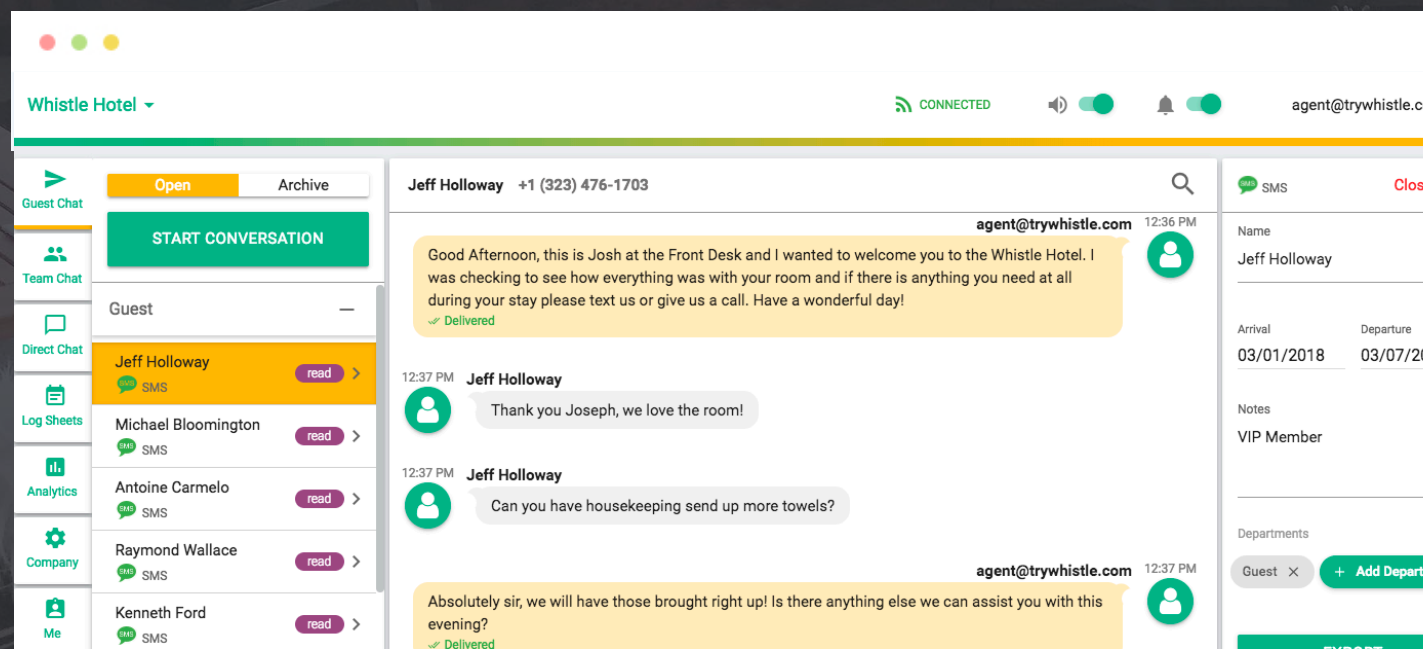 Whistle Hotel
CONNECTED
agent@trywhistle.c
Guest Chat
Team Chat
Direct Chat
Log Sheets
Analytics
Company
Me
Open
Archive
START CONVERSATION
Guest
Jeff Holloway
SMS
SMS
read
Michael Bloomington
SMS
SMS
read
Antoine Carmelo
SMS
SMS
read
Raymond Wallace
SMS
SMS
read
Kenneth Ford
SMS
SMS
read
Jeff Holloway +1 (323) 476-1703
agent@trywhistle.com 12:36 PM
Good Afternoon, this is Josh at the Front Desk and I wanted to welcome you to the Whistle Hotel. I
was checking to see how everything was with your room and if there is anything you need at all
during your stay please text us or give us a call. Have a wonderful day!
Delivered
12:37 PM Jeff Holloway
Thank you Joseph, we love the room!
12:37 PM Jeff Holloway
Can you have housekeeping send up more towels?
agent@trywhistle.com 12:37 PM
Absolutely sir, we will have those brought right up! Is there anything else we can assist you with this
evening?
Delivered
SMS
SMS
Clos
Name
Jeff Holloway
Arrival
03/01/2018
Departure
03/07/20
Notes
VIP Member
Departments
Guest
+ Add Depart
EXPORT